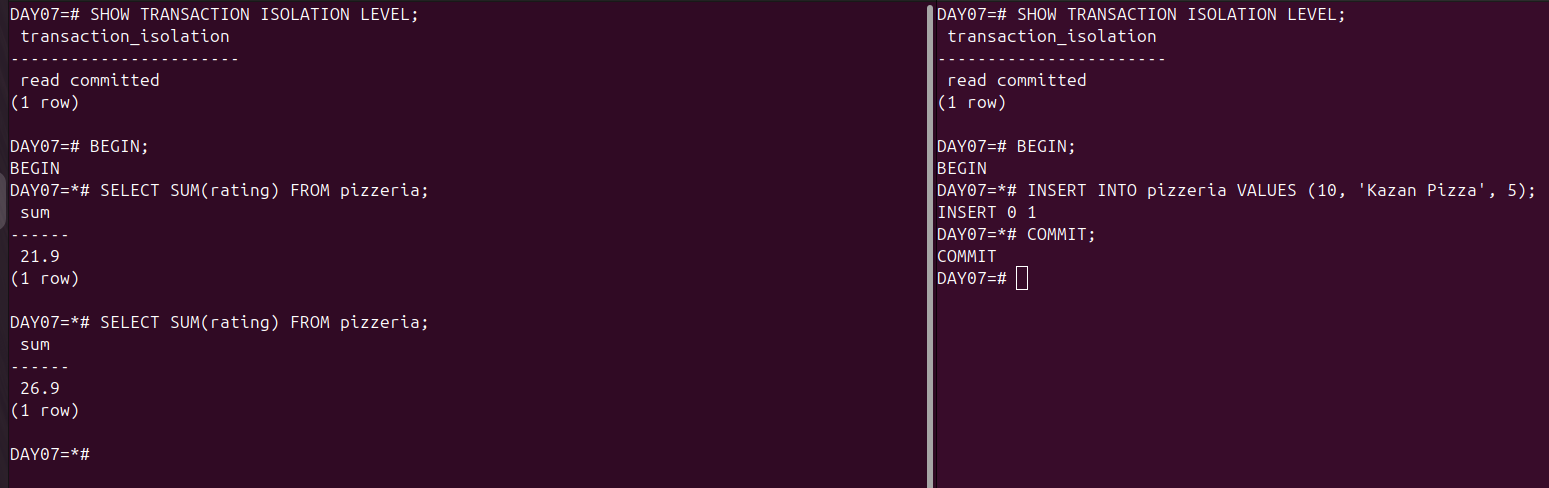 DAY07=# SHOW TRANSACTION ISOLATION LEVEL;
 transaction_isolation
-----------------------
 read committed
(1 row)

DAY07=# BEGIN;
BEGIN
DAY07=*# SELECT SUM(rating) FROM pizzeria;
 sum
------
 21.9
(1 row)

DAY07=*# SELECT SUM(rating) FROM pizzeria;
 sum
------
 26.9
(1 row)

DAY07=*#
DAY07=# SHOW TRANSACTION ISOLATION LEVEL;
 transaction_isolation
-----------------------
 read committed
(1 row)

DAY07=# BEGIN;
BEGIN
DAY07=*# INSERT INTO pizzeria VALUES (10, 'Kazan Pizza', 5);
INSERT 0 1
DAY07=*# COMMIT;
COMMIT
DAY07=#